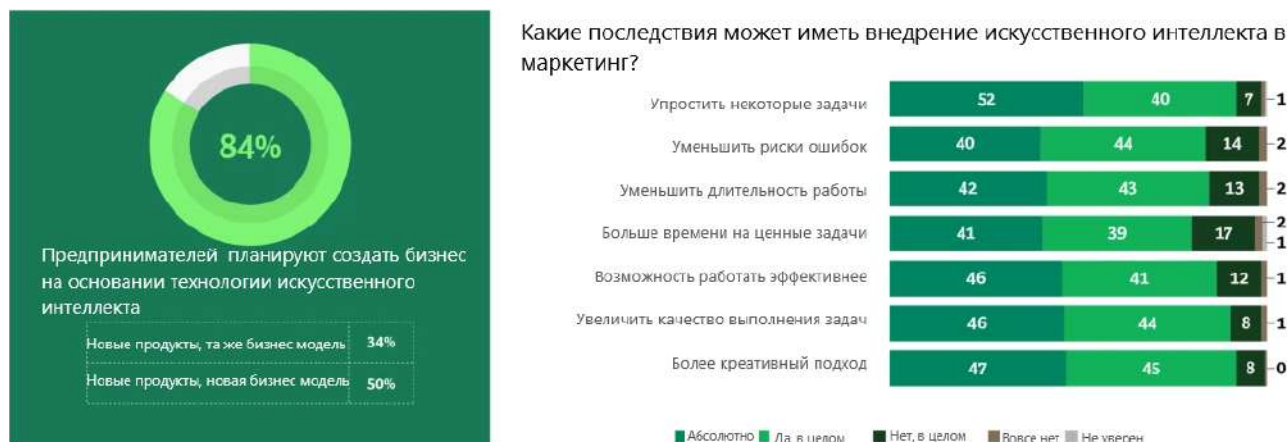 84%
Предпринимателей планируют создать бизнес
на основании технологии искусственного
интеллекта
Новые продукты, та же бизнес модель 34%
Новые продукты, новая бизнес модель 50%
Какие последствия может иметь внедрение искусственного интеллекта в
маркетинг?
Упростить некоторые задачи 52 40 7 1
Уменьшить риски ошибок 40 44 14 2
Уменьшить длительность работы 42 43 13 2
Больше времени на ценные задачи 41 39 17 2 1
Возможность работать эффективнее 46 41 12 1
Увеличить качество выполнения задач 46 44 8 1
Более креативный подход 47 45 8 0
Абсолютно Да, в целом Нет, в целом Вовсе нет Не уверен